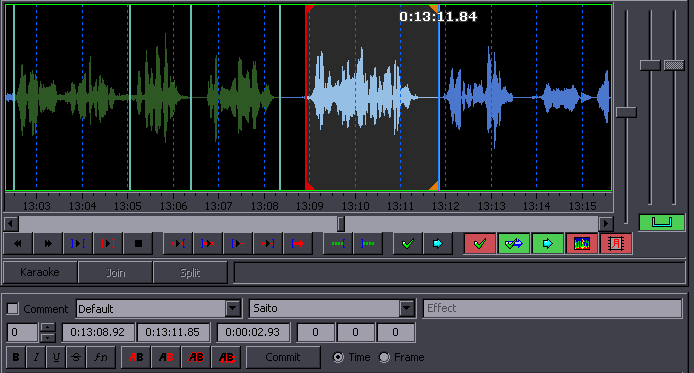 0:13:11.84
13:03 13:04 13:05 13:06 13:07 13:08 13:09 13:10 13:11 13:12 13:13 13:14 13:15
Karaoke Join Split
Comment Default Saito Effect
0 0:13:08.92 0:13:11.85 0:00:02.93 0 0 0
B I U S fn AB AB AB AB Commit Time Frame